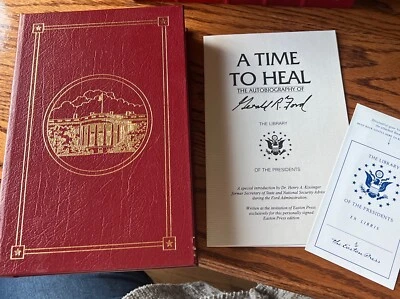 A TIME
TO HEAL
THE AUTOBIOGRAPHY OF
Gerald R. Ford
THE LIBRARY
OF THE PRESIDENTS
A special introduction by Dr. Henry A. Kissinger
former Secretary of State and National Security Advisor
during the Ford Administration.
Written at the invitation of Easton Press
exclusively for this personally signed
Easton Press edition.
THE LIBRARY
OF THE PRESIDENTS
EX LIBRIS
The Easton Press